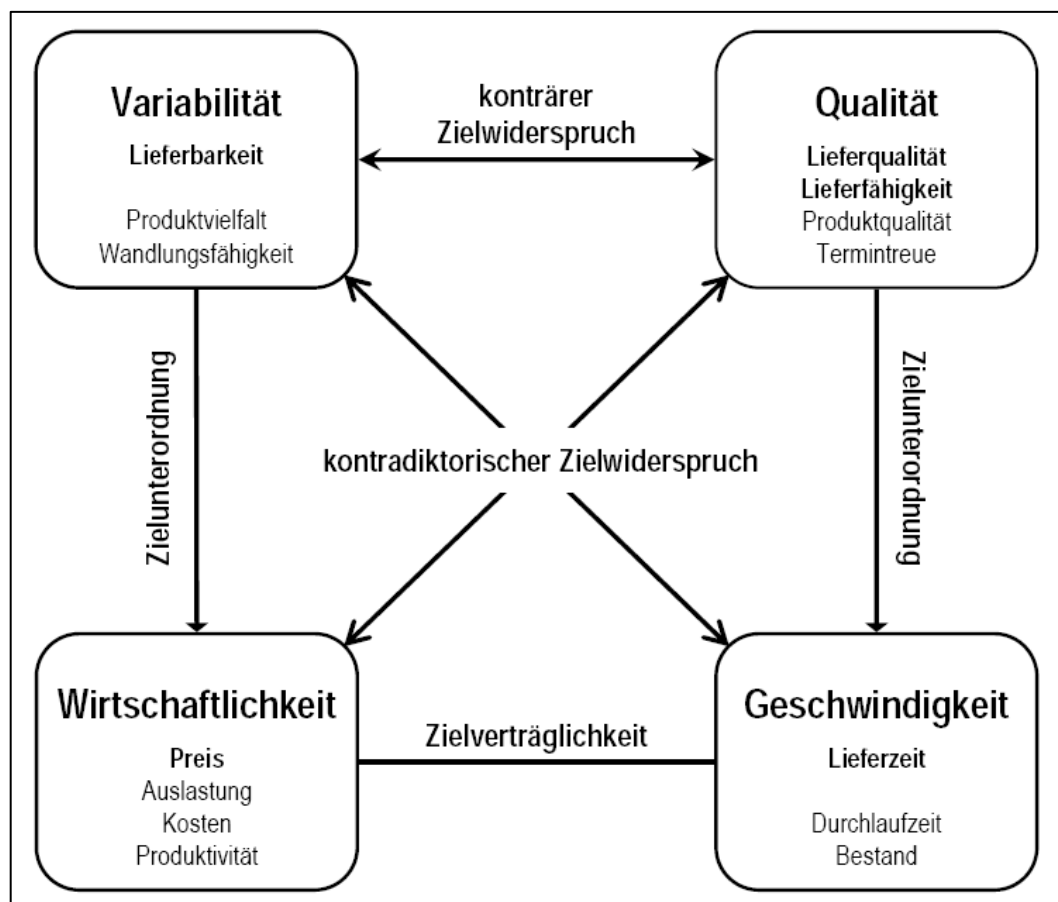 Variabilität
Lieferbarkeit
Produktvielfalt
Wandlungsfähigkeit
konträrer
Zielwiderspruch
Qualität
Lieferqualität
Lieferfähigkeit
Produktqualität
Termintreue
Zielunterordnung
kontradiktorischer Zielwiderspruch
Zielunterordnung
Wirtschaftlichkeit
Preis
Auslastung
Kosten
Produktivität
Zielverträglichkeit
Geschwindigkeit
Lieferzeit
Durchlaufzeit
Bestand